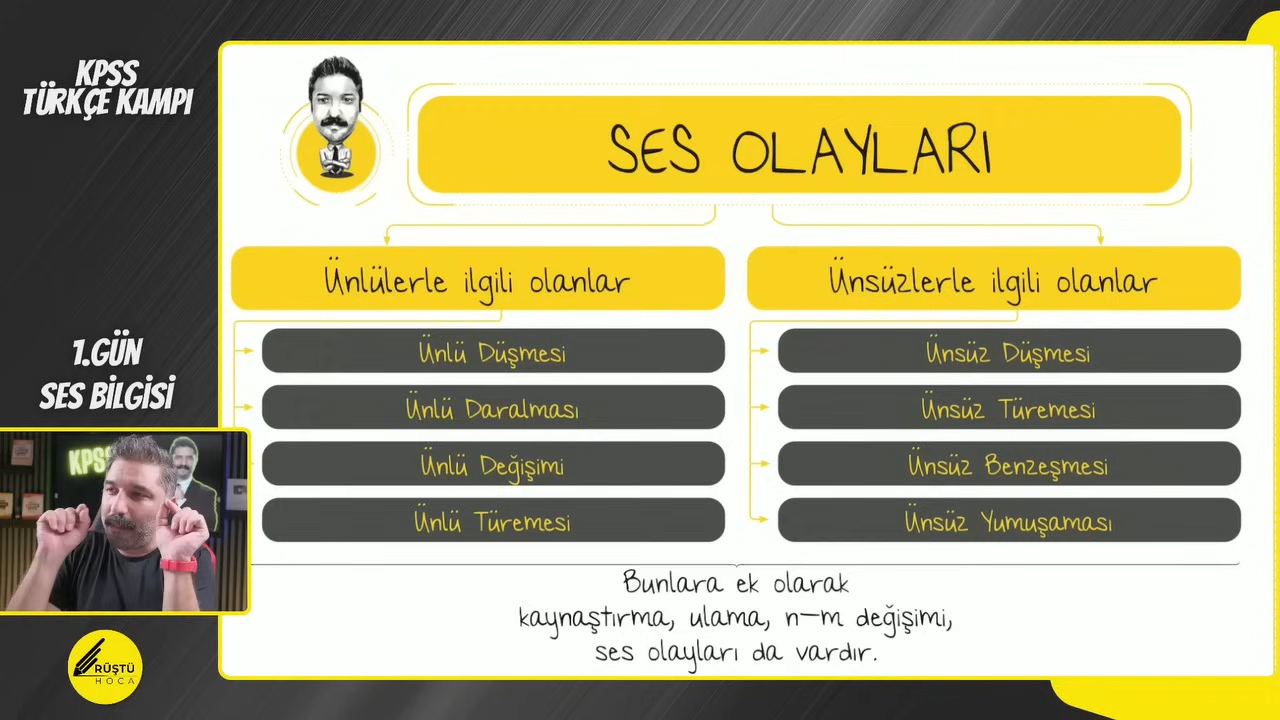 KPSS
TÜRKÇE KAMPI
SES OLAYLARI
Ünlülerle ilgili olanlar
Ünsüzlerle ilgili olanlar
Ünlü Düşmesi
Ünlü Daralması
Ünlü Değişimi
Ünlü Türemesi
Ünsüz Düşmesi
Ünsüz Türemesi
Ünsüz Benzeşmesi
Ünsüz Yumuşaması
Bunlara ek olarak
kaynaştırma, ulama, n–m değişimi,
ses olayları da vardır.
1.GÜN
SES BİLGİSİ
KPSS
RÜŞTÜ
HOCA